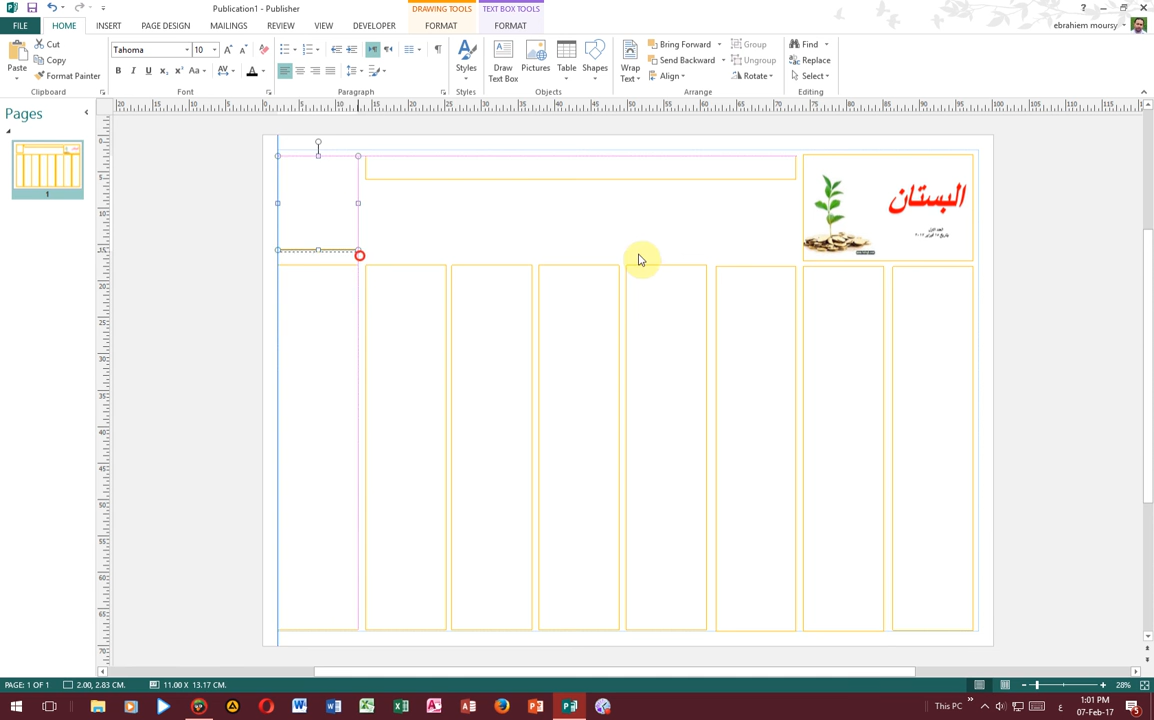 Publication1 - Publisher
DRAWING TOOLS
TEXT BOX TOOLS
FILE
HOME
INSERT
PAGE DESIGN
MAILINGS
REVIEW
VIEW
DEVELOPER
FORMAT
FORMAT
ebrahiem moursy
Paste
Cut
Copy
Format Painter
Clipboard
Tahoma
10
Font
Paragraph
Styles
Styles
Draw Text Box
Pictures
Table
Shapes
Objects
Wrap Text
Bring Forward
Send Backward
Align
Group
Ungroup
Rotate
Arrange
Find
Replace
Select
Editing
Pages
1
البستان
العدد الاول
PAGE: 1 OF 1
2.00, 2.83 CM.
11.00 X 13.17 CM.
28%
This PC
1:01 PM
07-Feb-17